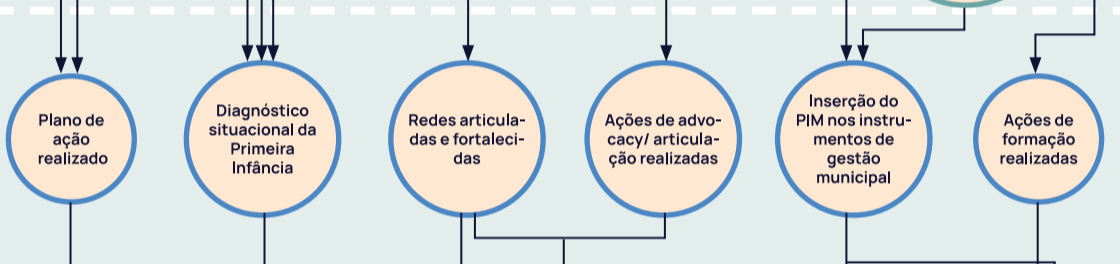 Plano de
ação
realizado
Diagnóstico
situacional da
Primeira
Infância
Redes articula-
das e fortaleci-
das
Ações de advo-
cacy/ articula-
ção realizadas
Inserção do
PIM nos instru-
mentos de
gestão
municipal
Ações de
formação
realizadas